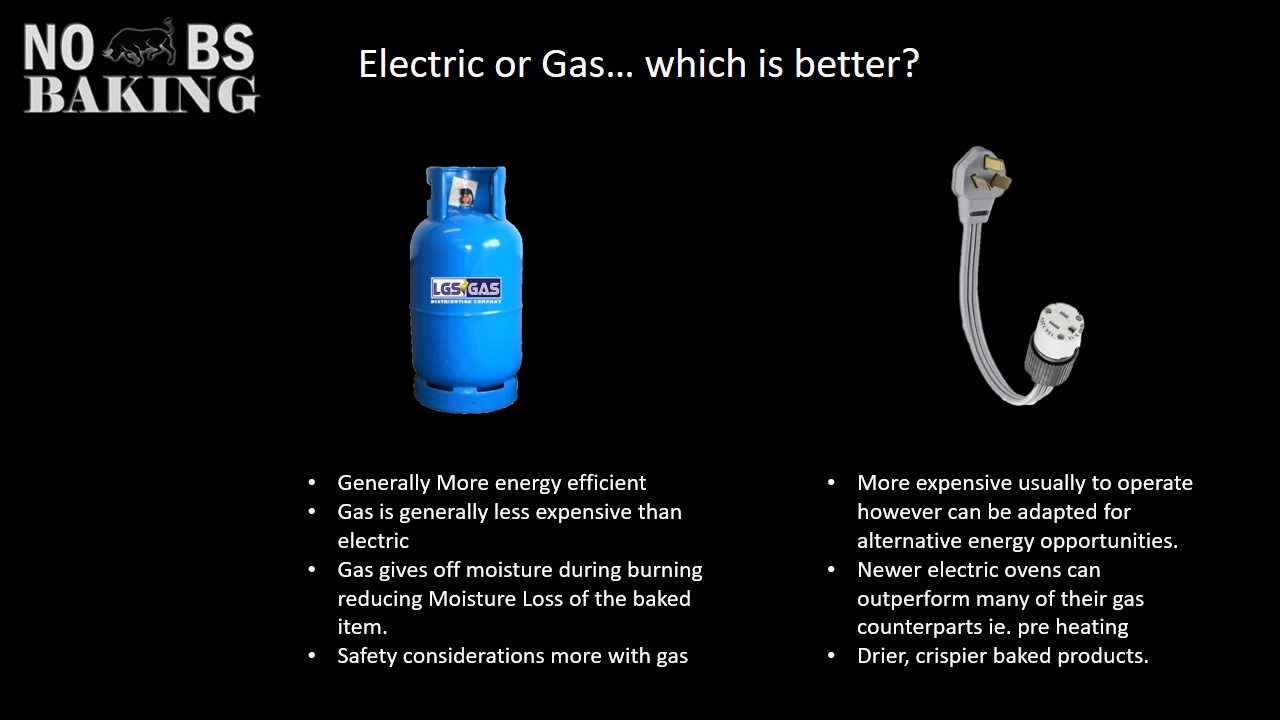 NO BS
BAKING
Electric or Gas... which is better?
LGS GAS
DISTRIBUTION COMPANY
• Generally More energy efficient
• Gas is generally less expensive than
electric
• Gas gives off moisture during burning
reducing Moisture Loss of the baked
item.
• Safety considerations more with gas
• More expensive usually to operate
however can be adapted for
alternative energy opportunities.
• Newer electric ovens can
outperform many of their gas
counterparts ie. pre heating
• Drier, crispier baked products.